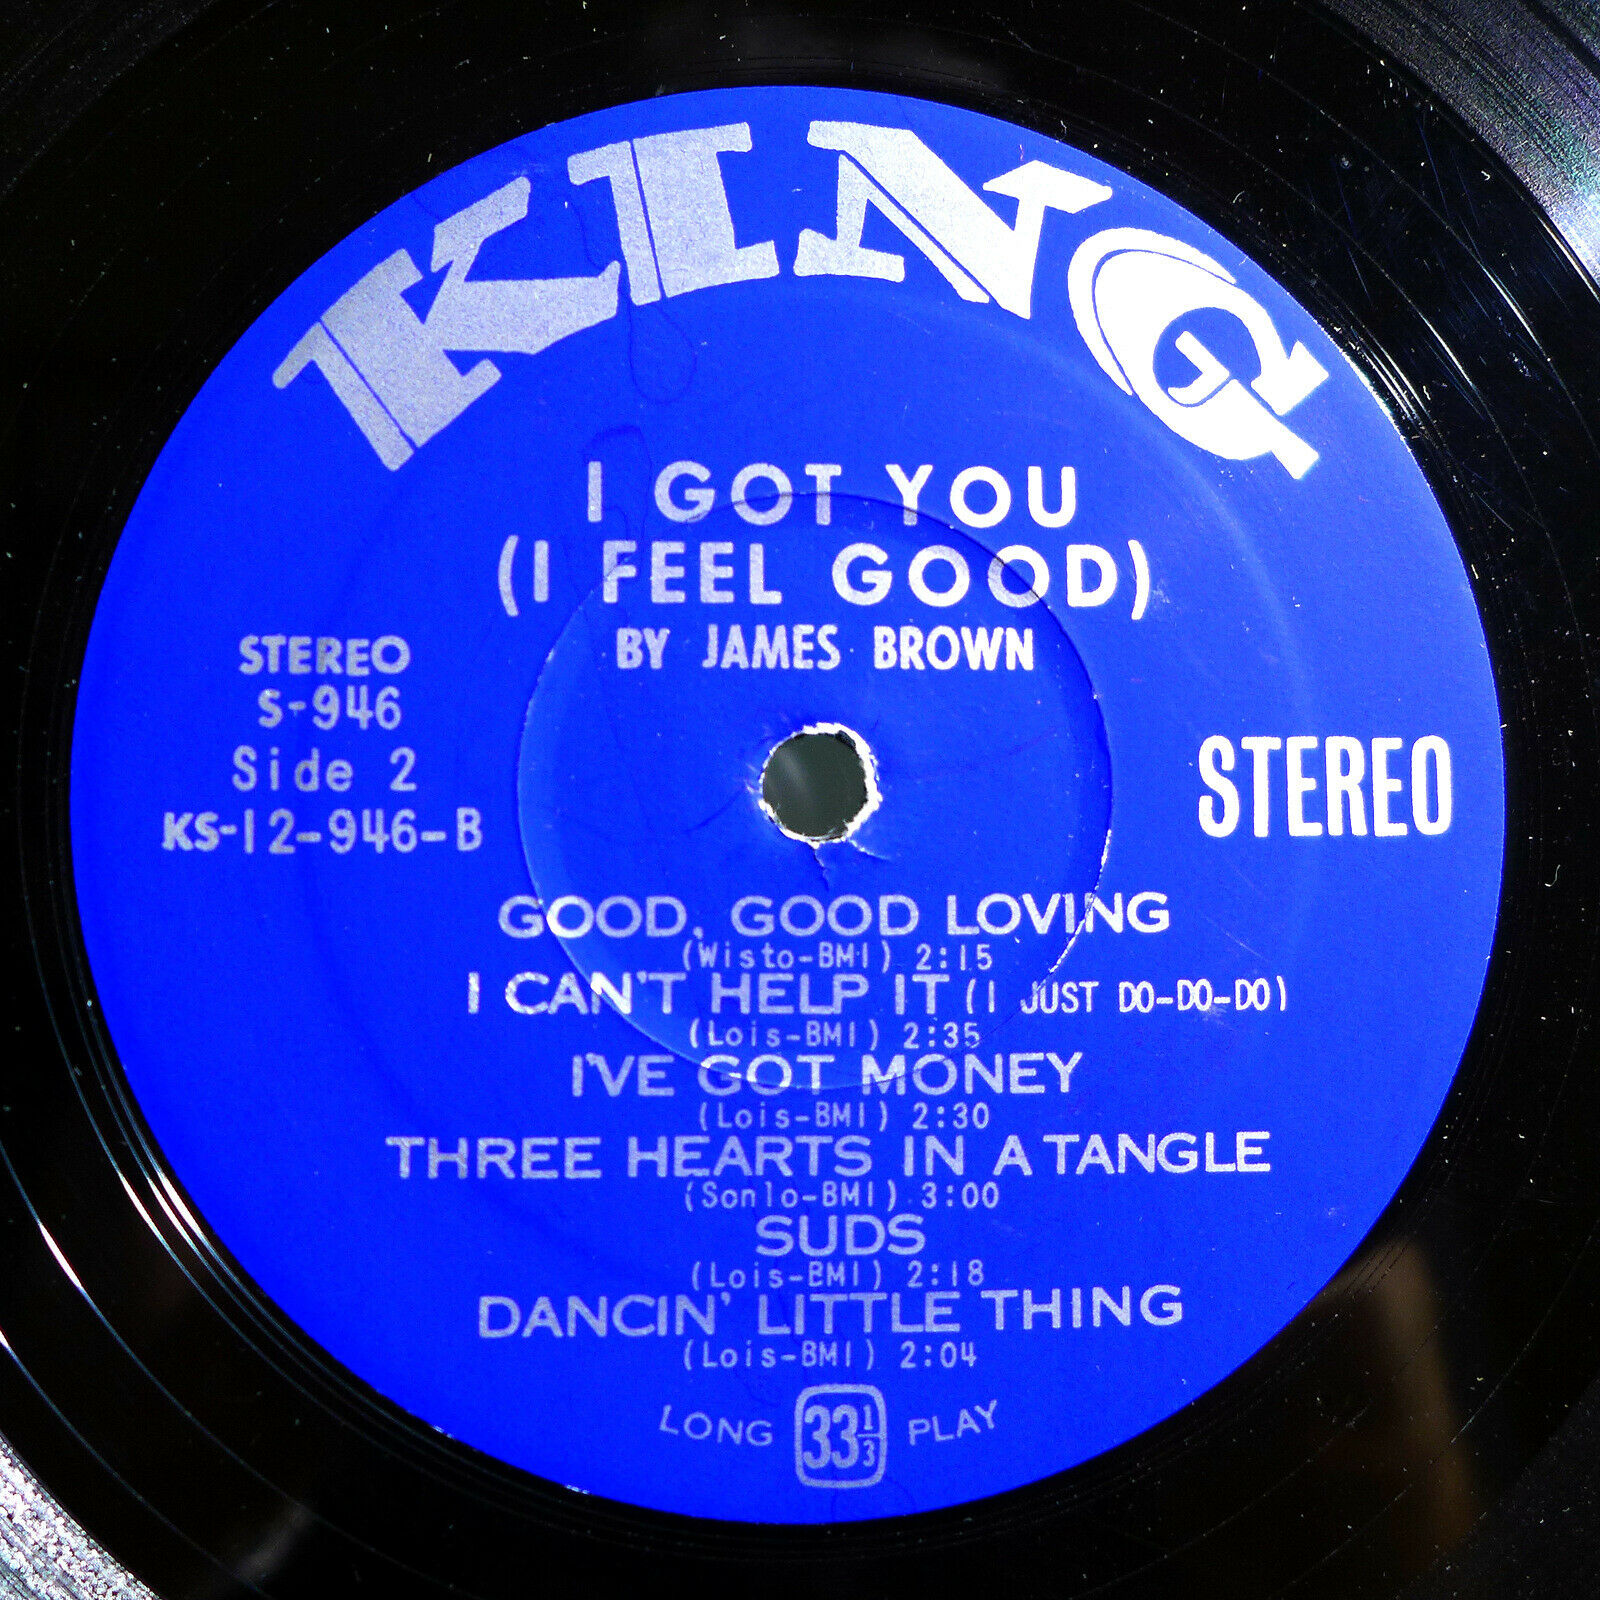 KING
I GOT YOU
(I FEEL GOOD)
BY JAMES BROWN
STEREO
S-946
Side 2
KS-12-946-B
STEREO
GOOD, GOOD LOVING
(Wisto-BMI) 2:15
I CAN'T HELP IT (I JUST DO-DO-DO)
(Lois-BMI) 2:35
I'VE GOT MONEY
(Lois-BMI) 2:30
THREE HEARTS IN A TANGLE
(Sonlo-BMI) 3:00
SUDS
(Lois-BMI) 2:18
DANCIN' LITTLE THING
(Lois-BMI) 2:04
LONG 33 1/3 PLAY